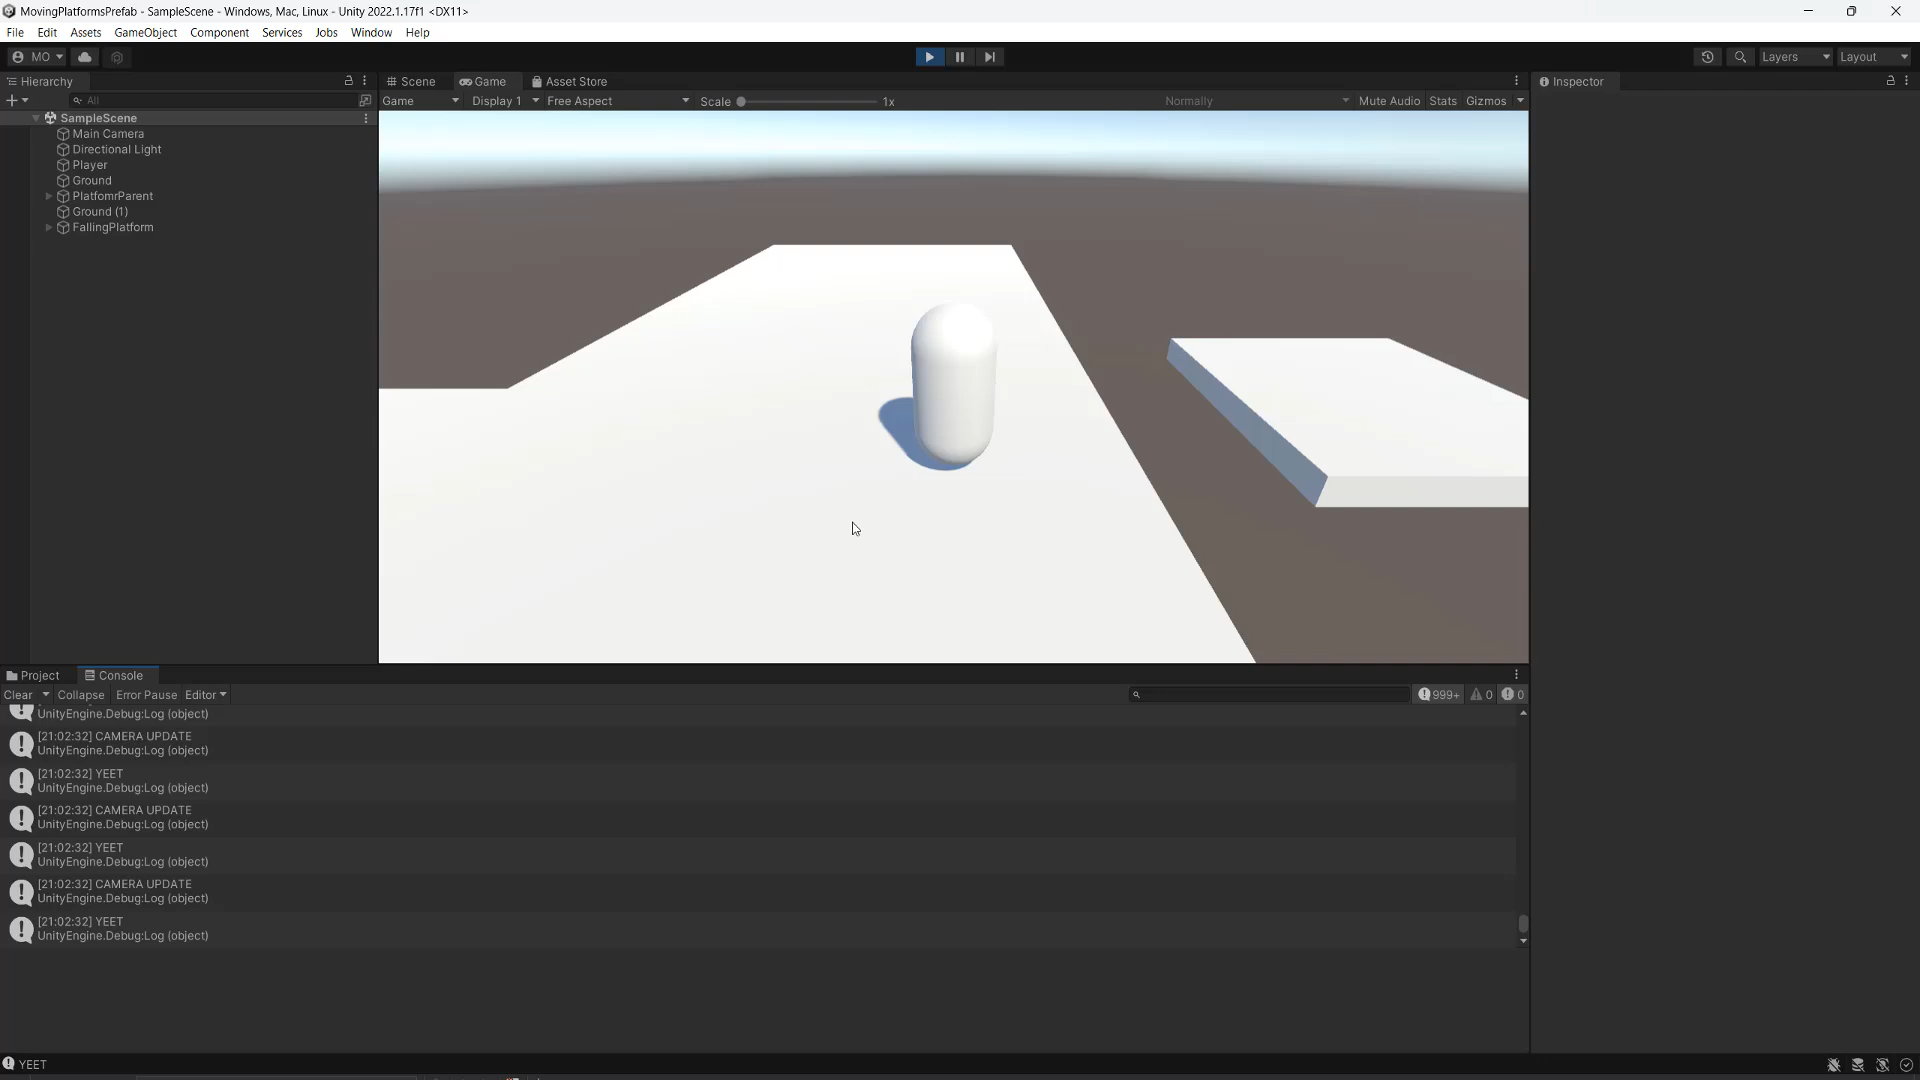 MovingPlatformsPrefab - SampleScene - Windows, Mac, Linux - Unity 2022.1.17f1 <DX11>
File Edit Assets GameObject Component Services Jobs Window Help
MO Layers Layout
Hierarchy Scene Game Asset Store Inspector
All Game Display 1 Free Aspect Scale 1x Normally Mute Audio Stats Gizmos
SampleScene
Main Camera
Directional Light
Player
Ground
PlatfomrParent
Ground (1)
FallingPlatform
Project Console
Clear Collapse Error Pause Editor 999+ 0 0
UnityEngine.Debug:Log (object)
[21:02:32] CAMERA UPDATE
UnityEngine.Debug:Log (object)
[21:02:32] YEET
UnityEngine.Debug:Log (object)
[21:02:32] CAMERA UPDATE
UnityEngine.Debug:Log (object)
[21:02:32] YEET
UnityEngine.Debug:Log (object)
[21:02:32] CAMERA UPDATE
UnityEngine.Debug:Log (object)
[21:02:32] YEET
UnityEngine.Debug:Log (object)
YEET